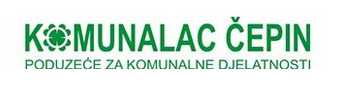 KOMUNALAC ČEPIN
PODUZEĆE ZA KOMUNALNE DJELATNOSTI